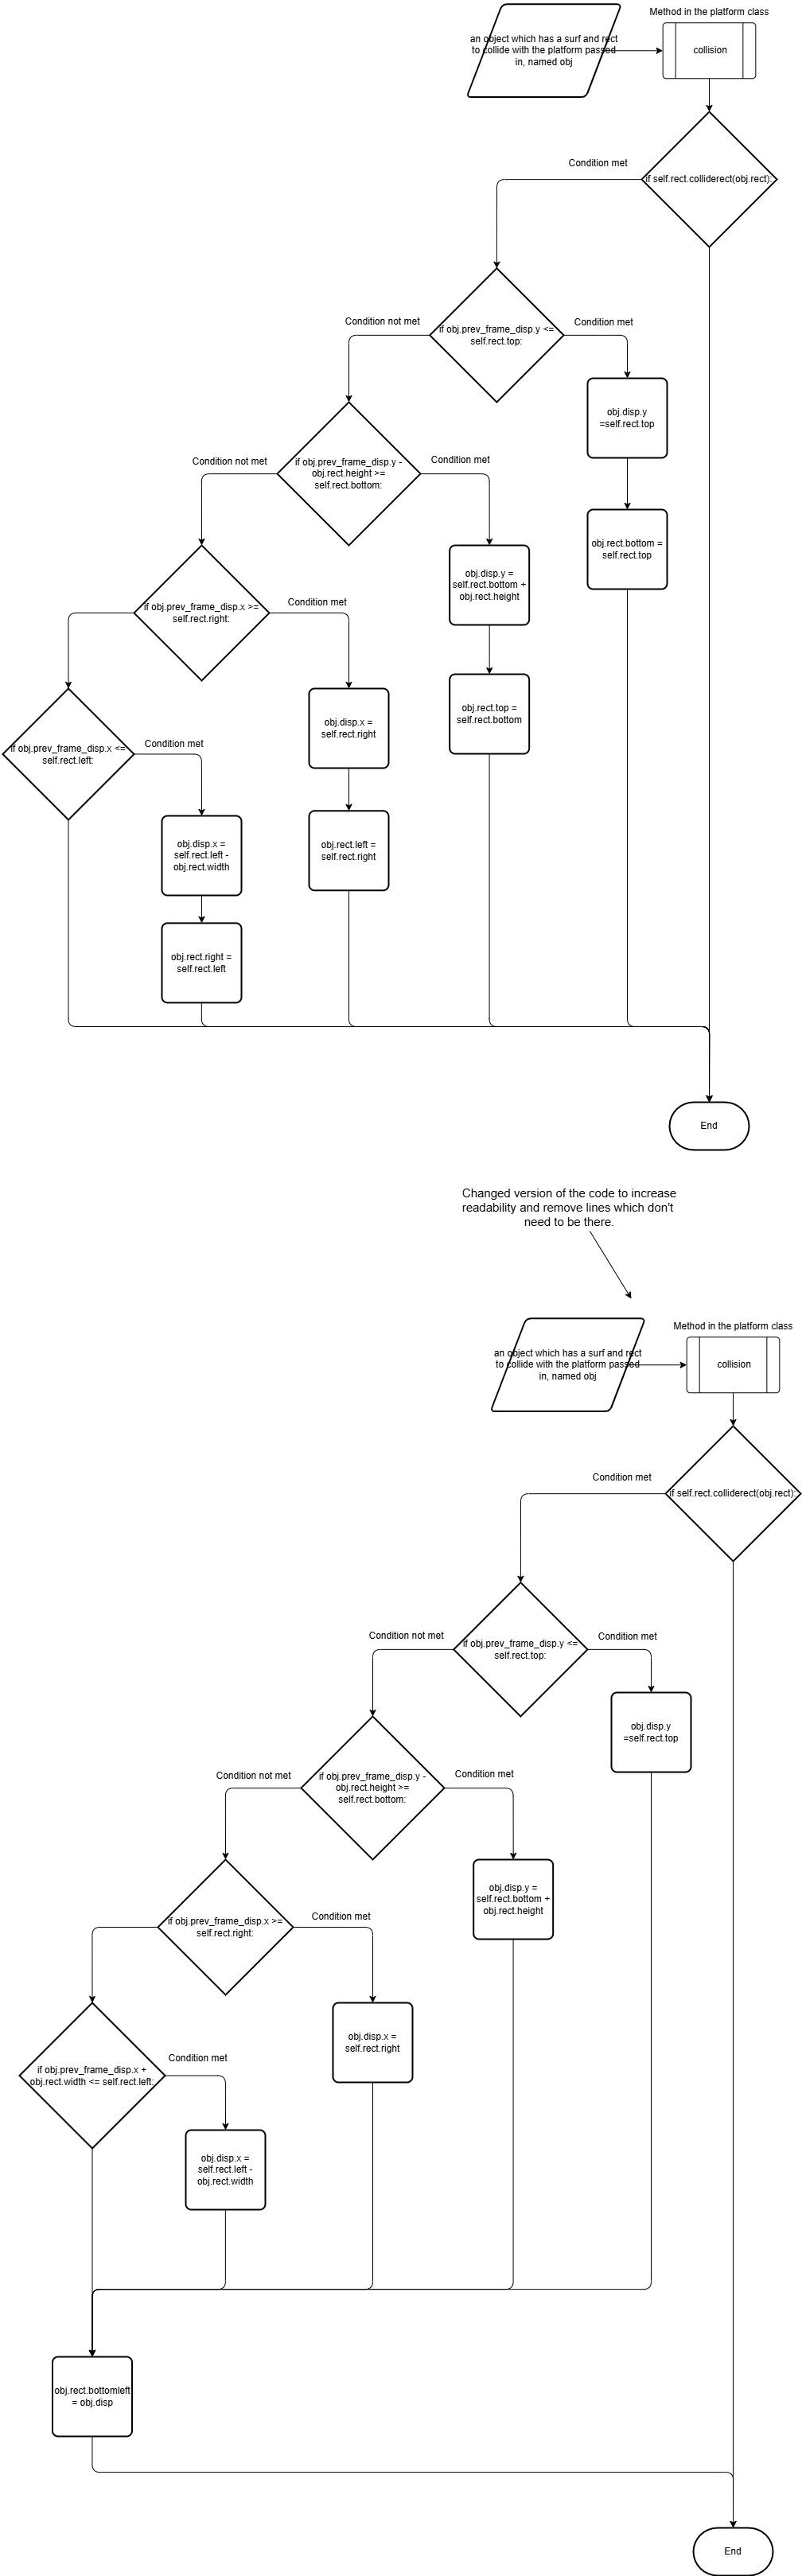 Method in the platform class
an object which has a surf and rect
to collide with the platform passed
in, named obj
collision
Condition met
if self.rect.colliderect(obj.rect):
Condition not met
if obj.prev_frame_disp.y <=
self.rect.top:
Condition met
obj.disp.y
=self.rect.top
Condition not met
if obj.prev_frame_disp.y -
obj.rect.height >=
self.rect.bottom:
Condition met
obj.rect.bottom =
self.rect.top
obj.disp.y =
self.rect.bottom +
obj.rect.height
if obj.prev_frame_disp.x >=
self.rect.right:
Condition met
obj.disp.x =
self.rect.right
obj.rect.top =
self.rect.bottom
if obj.prev_frame_disp.x <=
self.rect.left:
Condition met
obj.disp.x =
self.rect.left -
obj.rect.width
obj.rect.left =
self.rect.right
obj.rect.right =
self.rect.left
End
Changed version of the code to increase
readability and remove lines which don't
need to be there.
Method in the platform class
an object which has a surf and rect
to collide with the platform passed
in, named obj
collision
Condition met
if self.rect.colliderect(obj.rect):
Condition not met
if obj.prev_frame_disp.y <=
self.rect.top:
Condition met
obj.disp.y
=self.rect.top
Condition not met
if obj.prev_frame_disp.y -
obj.rect.height >=
self.rect.bottom:
Condition met
obj.disp.y =
self.rect.bottom +
obj.rect.height
if obj.prev_frame_disp.x >=
self.rect.right:
Condition met
obj.disp.x =
self.rect.right
if obj.prev_frame_disp.x +
obj.rect.width <= self.rect.left:
Condition met
obj.disp.x =
self.rect.left -
obj.rect.width
obj.rect.bottomleft
= obj.disp
End